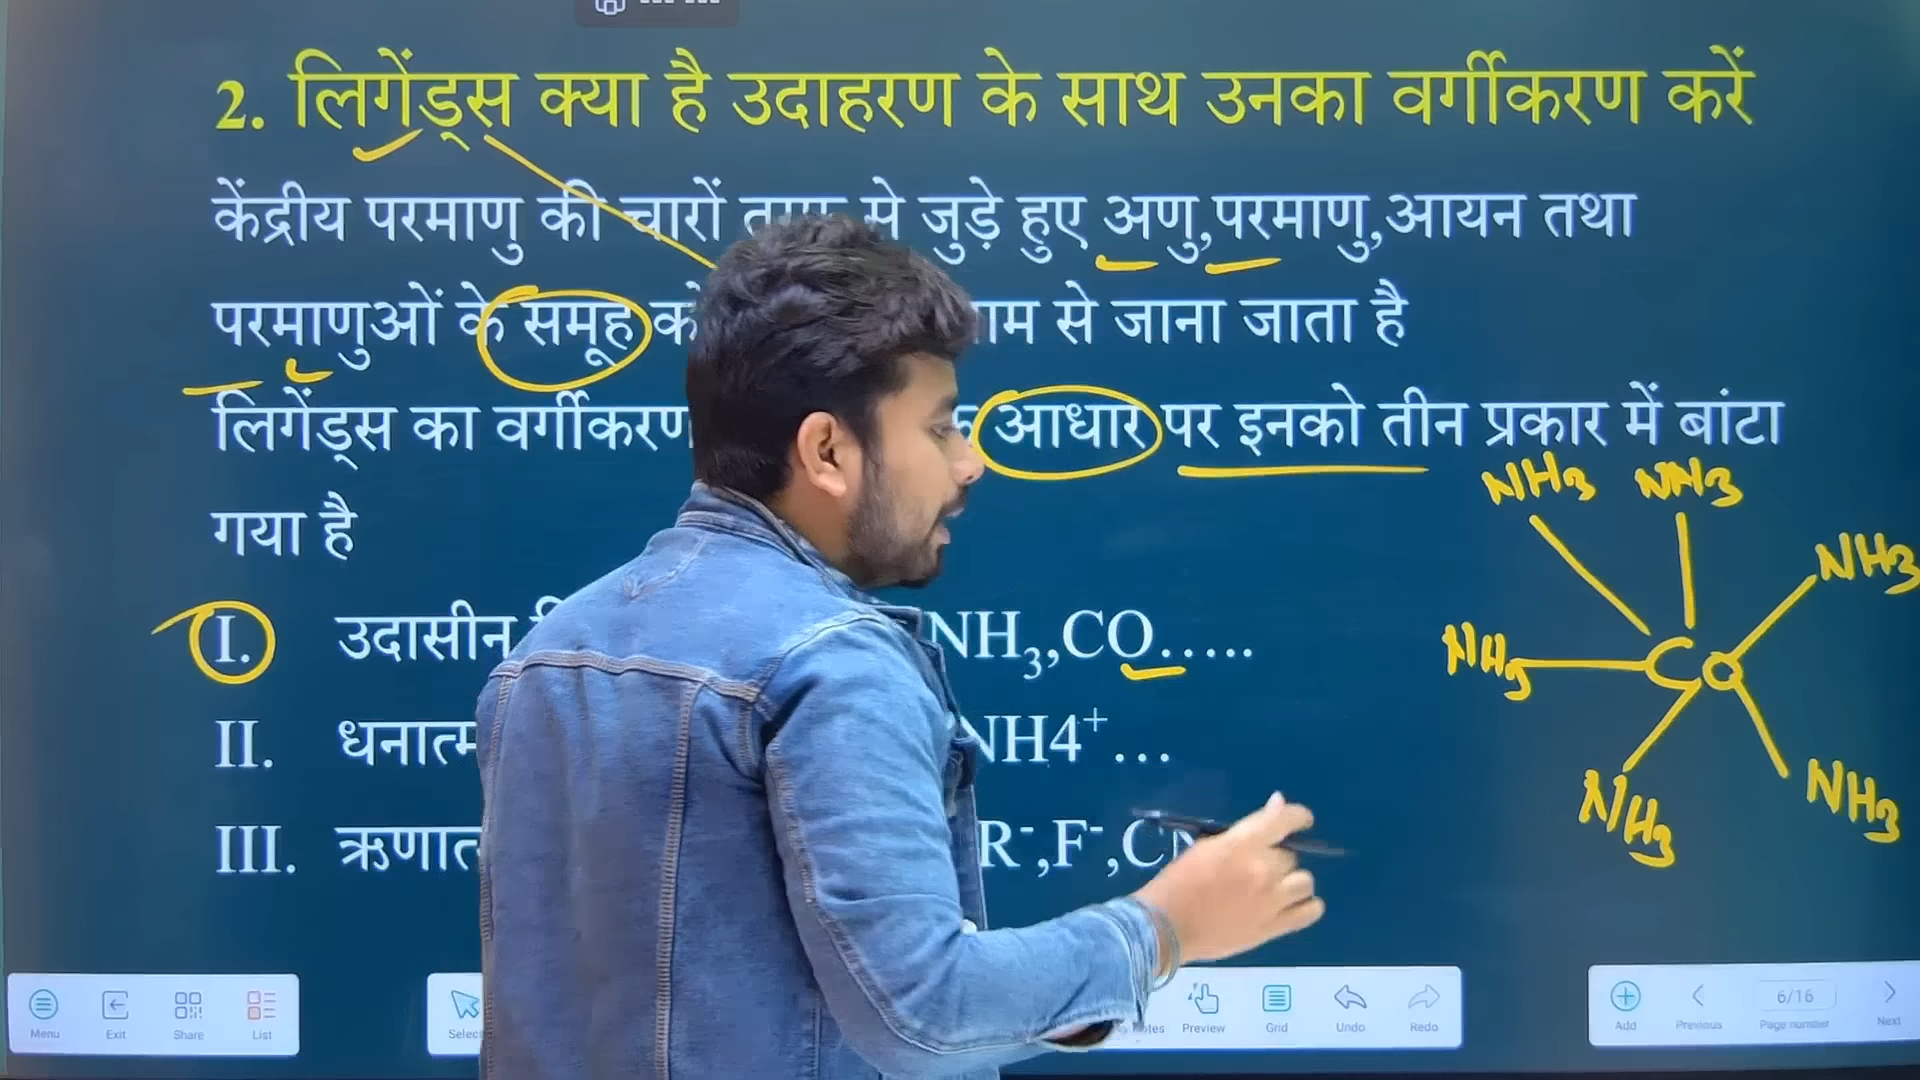 2. लिगेंड्स क्या है उदाहरण के साथ उनका वर्गीकरण करें
केंद्रीय परमाणु की चारों से जुड़े हुए अणु,परमाणु,आयन तथा
परमाणुओं के समूह को से जाना जाता है
लिगेंड्स का वर्गीकरण आधार पर इनको तीन प्रकार में बांटा
गया है
I. उदासीन NH3,CO.....
II. NH4⁺...
III. R⁻,F⁻
NH3 NH3
NH3
NH3 Co
NH3 NH3
Menu Exit Share List Select Notes Preview Grid Undo Redo Add Previous 6/16 Page number Next